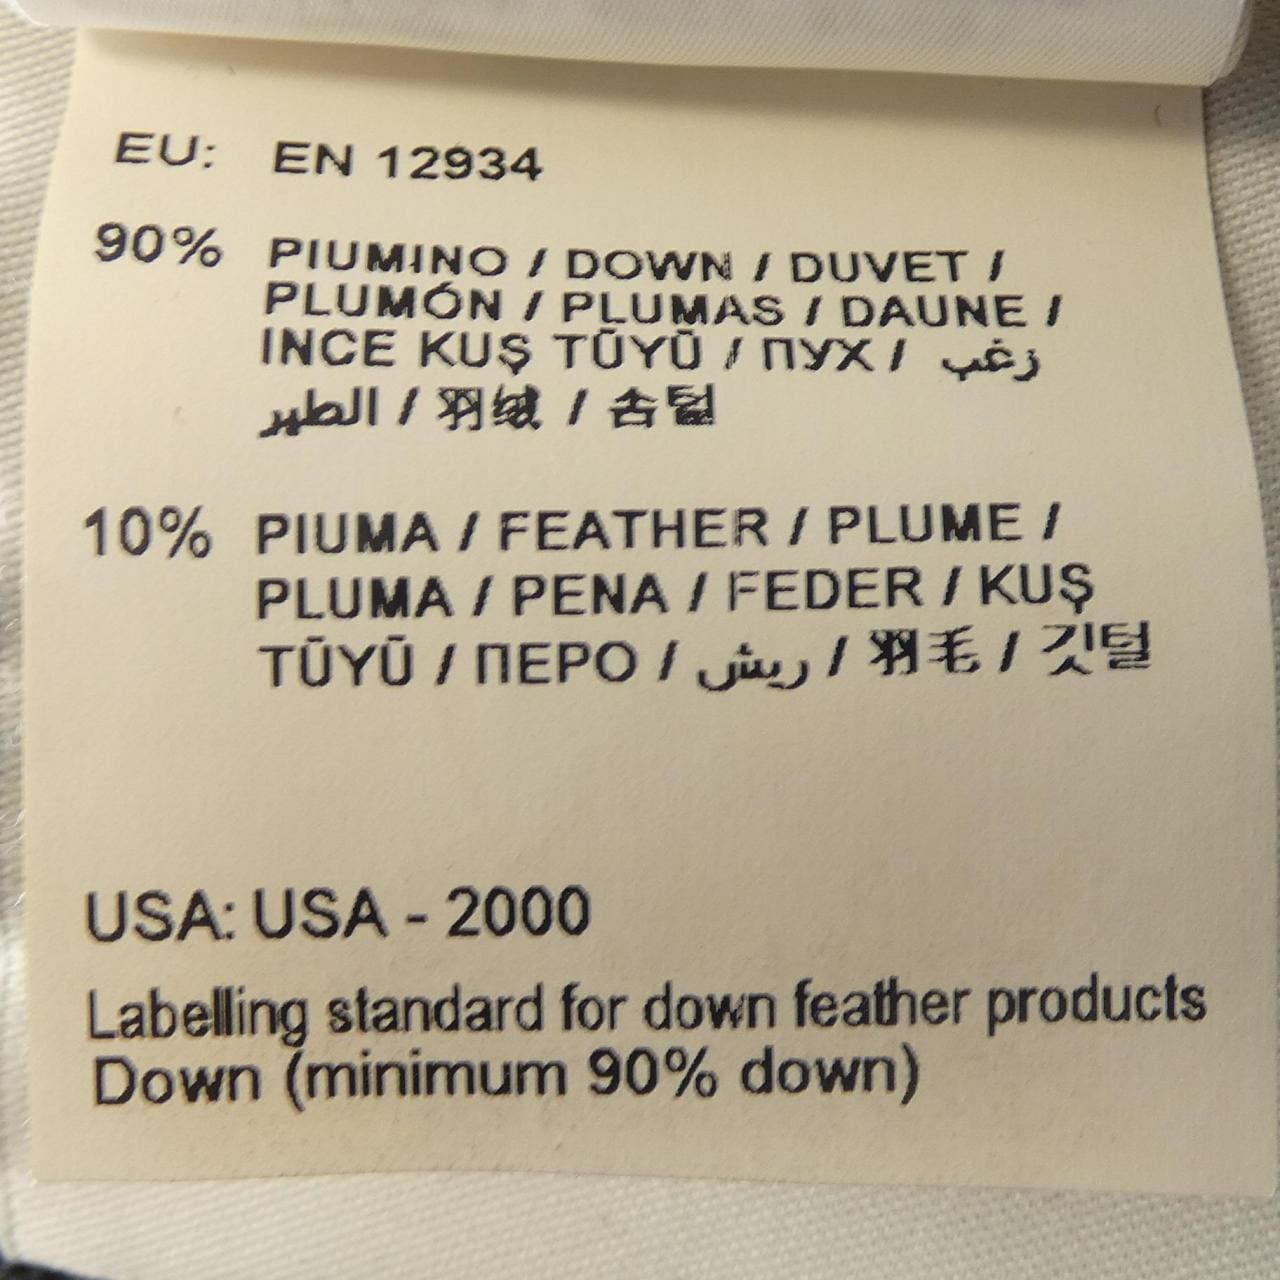 EU: EN 12934
90% PIUMINO / DOWN / DUVET /
PLUMÓN / PLUMAS / DAUNE /
INCE KUŞ TŪYŪ / ПУХ / زغب
الطير / 羽绒 / 솜털
10% PIUMA / FEATHER / PLUME /
PLUMA / PENA / FEDER / KUŞ
TŪYŪ / ПЕРО / ريش / 羽毛 / 깃털
USA: USA - 2000
Labelling standard for down feather products
Down (minimum 90% down)